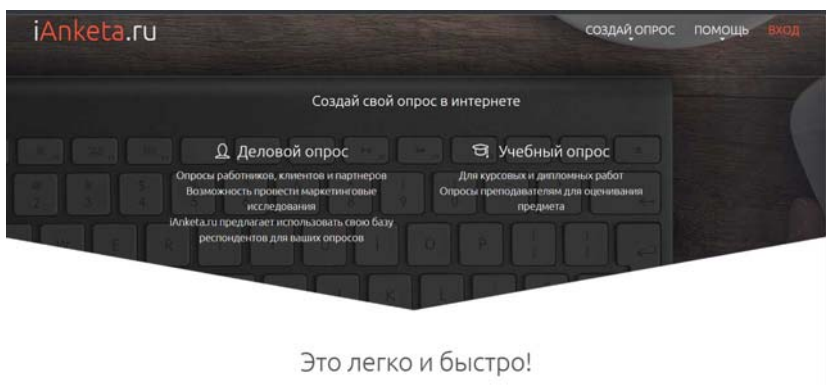 iAnketa.ru
СОЗДАЙ ОПРОС ПОМОЩЬ ВХОД
Создай свой опрос в интернете
Деловой опрос
Опросы работников, клиентов и партнеров
Возможность провести маркетинговые
исследования
iAnketa.ru предлагает использовать свою базу
респондентов для ваших опросов
Учебный опрос
Для курсовых и дипломных работ
Опросы преподавателям для оценивания
предмета
Это легко и быстро!